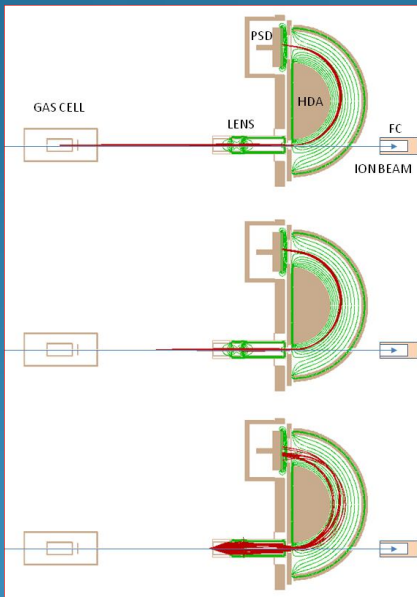 PSD
GAS CELL
HDA
LENS
FC
ION BEAM